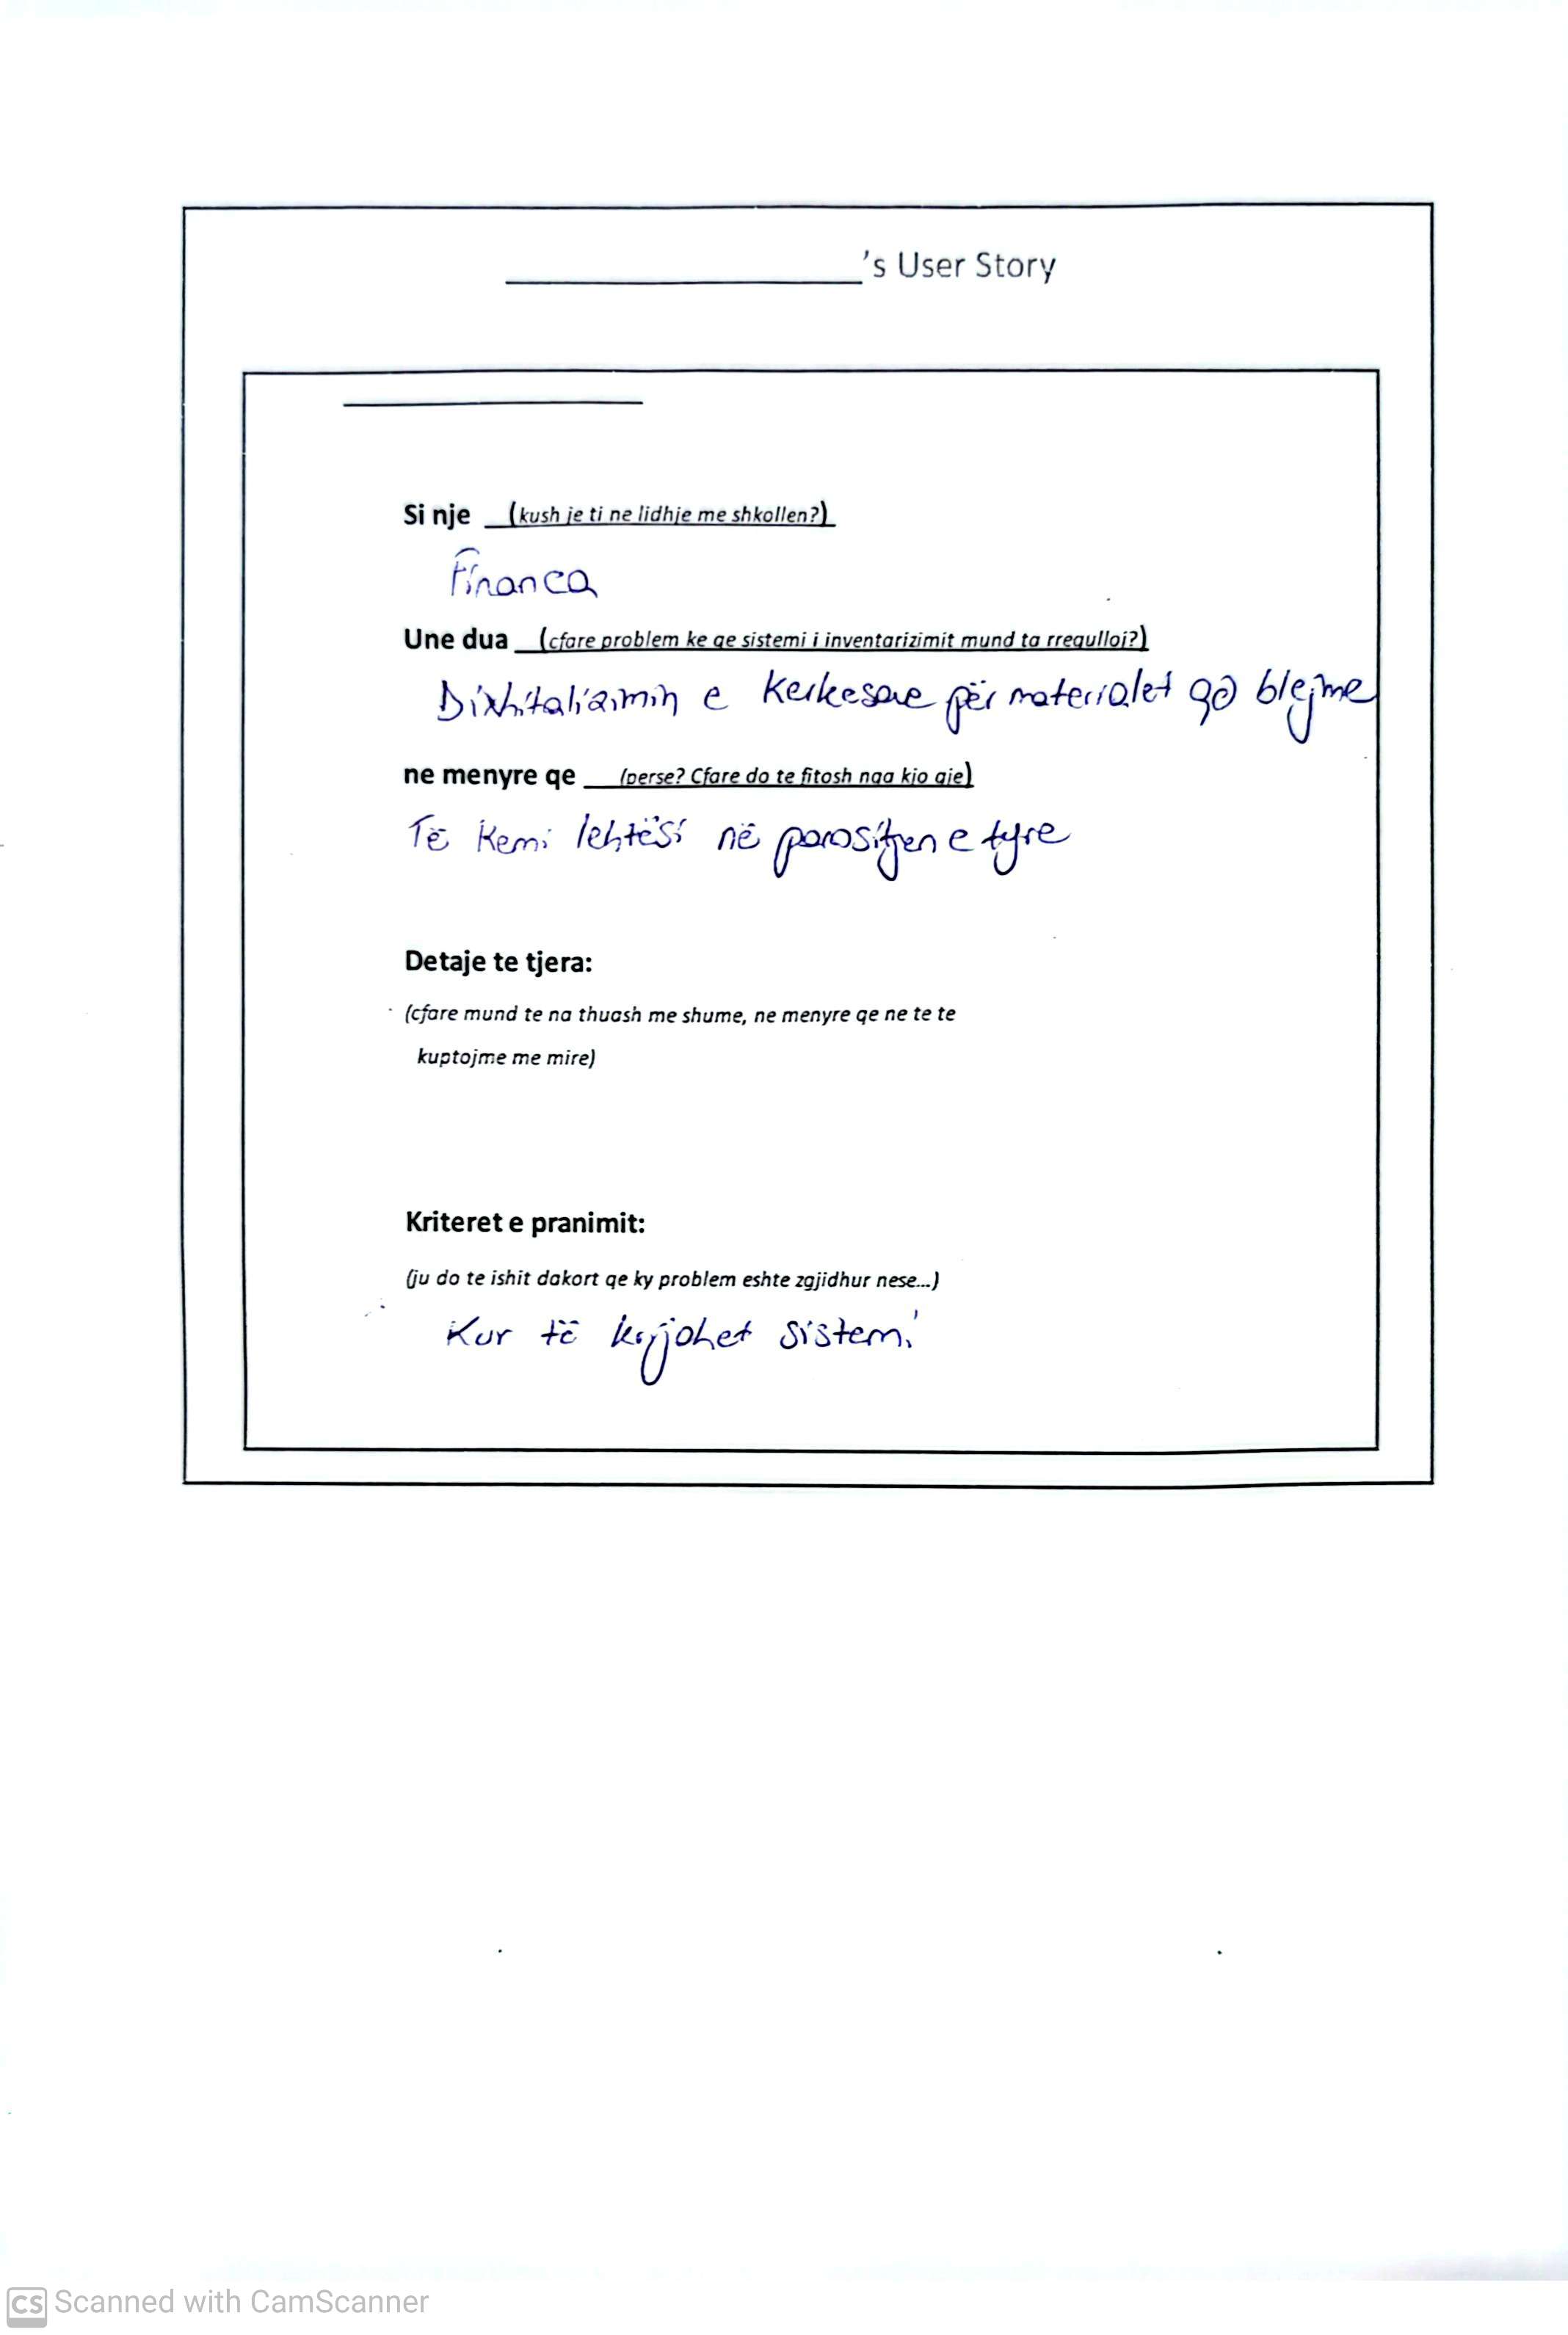 's User Story
Si nje (kush je ti ne lidhje me shkollen?)
Financa
Une dua (cfare problem ke qe sistemi i inventarizimit mund ta rregulloj?)
Dixhitalizimin e kerkesave për materialet që blejme
ne menyre qe (perse? Cfare do te fitosh nga kjo gje)
Të kemi lehtësi në porositjen e tyre
Detaje te tjera:
(cfare mund te na thuash me shume, ne menyre qe ne te te
kuptojme me mire)
Kriteret e pranimit:
(ju do te ishit dakort qe ky problem eshte zgjidhur nese...)
Kur të krijohet sistemi
CS Scanned with CamScanner